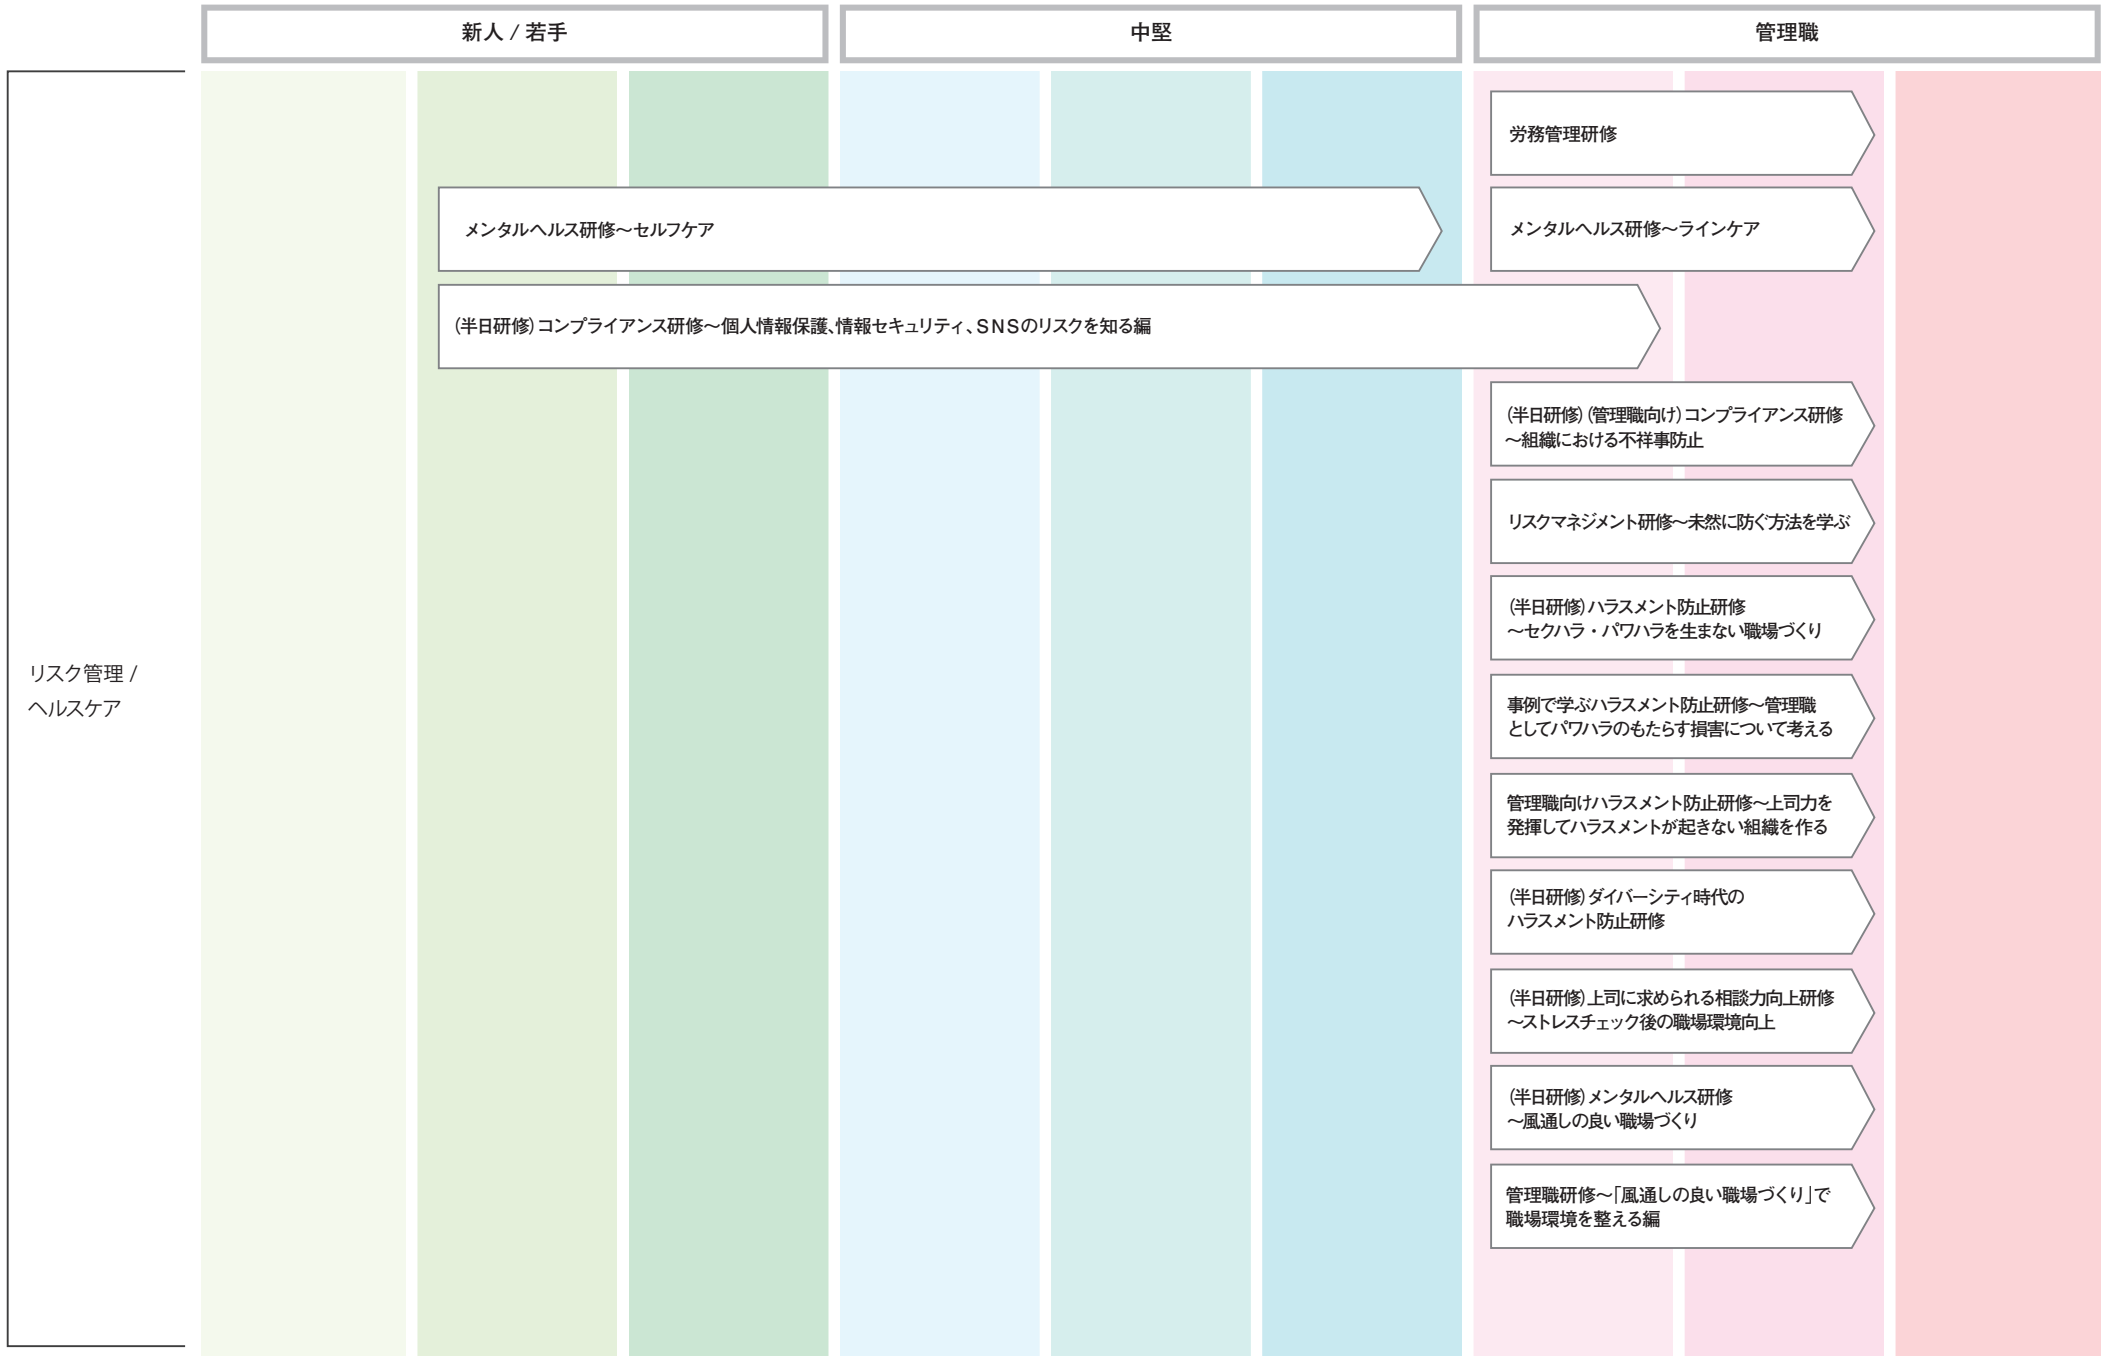 新人 / 若手
中堅
管理職
リスク管理 /
ヘルスケア
労務管理研修
メンタルヘルス研修～セルフケア
メンタルヘルス研修～ラインケア
(半日研修)コンプライアンス研修～個人情報保護、情報セキュリティ、SNSのリスクを知る編
(半日研修)(管理職向け)コンプライアンス研修
～組織における不祥事防止
リスクマネジメント研修～未然に防ぐ方法を学ぶ
(半日研修)ハラスメント防止研修
～セクハラ・パワハラを生まない職場づくり
事例で学ぶハラスメント防止研修～管理職
としてパワハラのもたらす損害について考える
管理職向けハラスメント防止研修～上司力を
発揮してハラスメントが起きない組織を作る
(半日研修)ダイバーシティ時代の
ハラスメント防止研修
(半日研修)上司に求められる相談力向上研修
～ストレスチェック後の職場環境向上
(半日研修)メンタルヘルス研修
～風通しの良い職場づくり
管理職研修～「風通しの良い職場づくり」で
職場環境を整える編